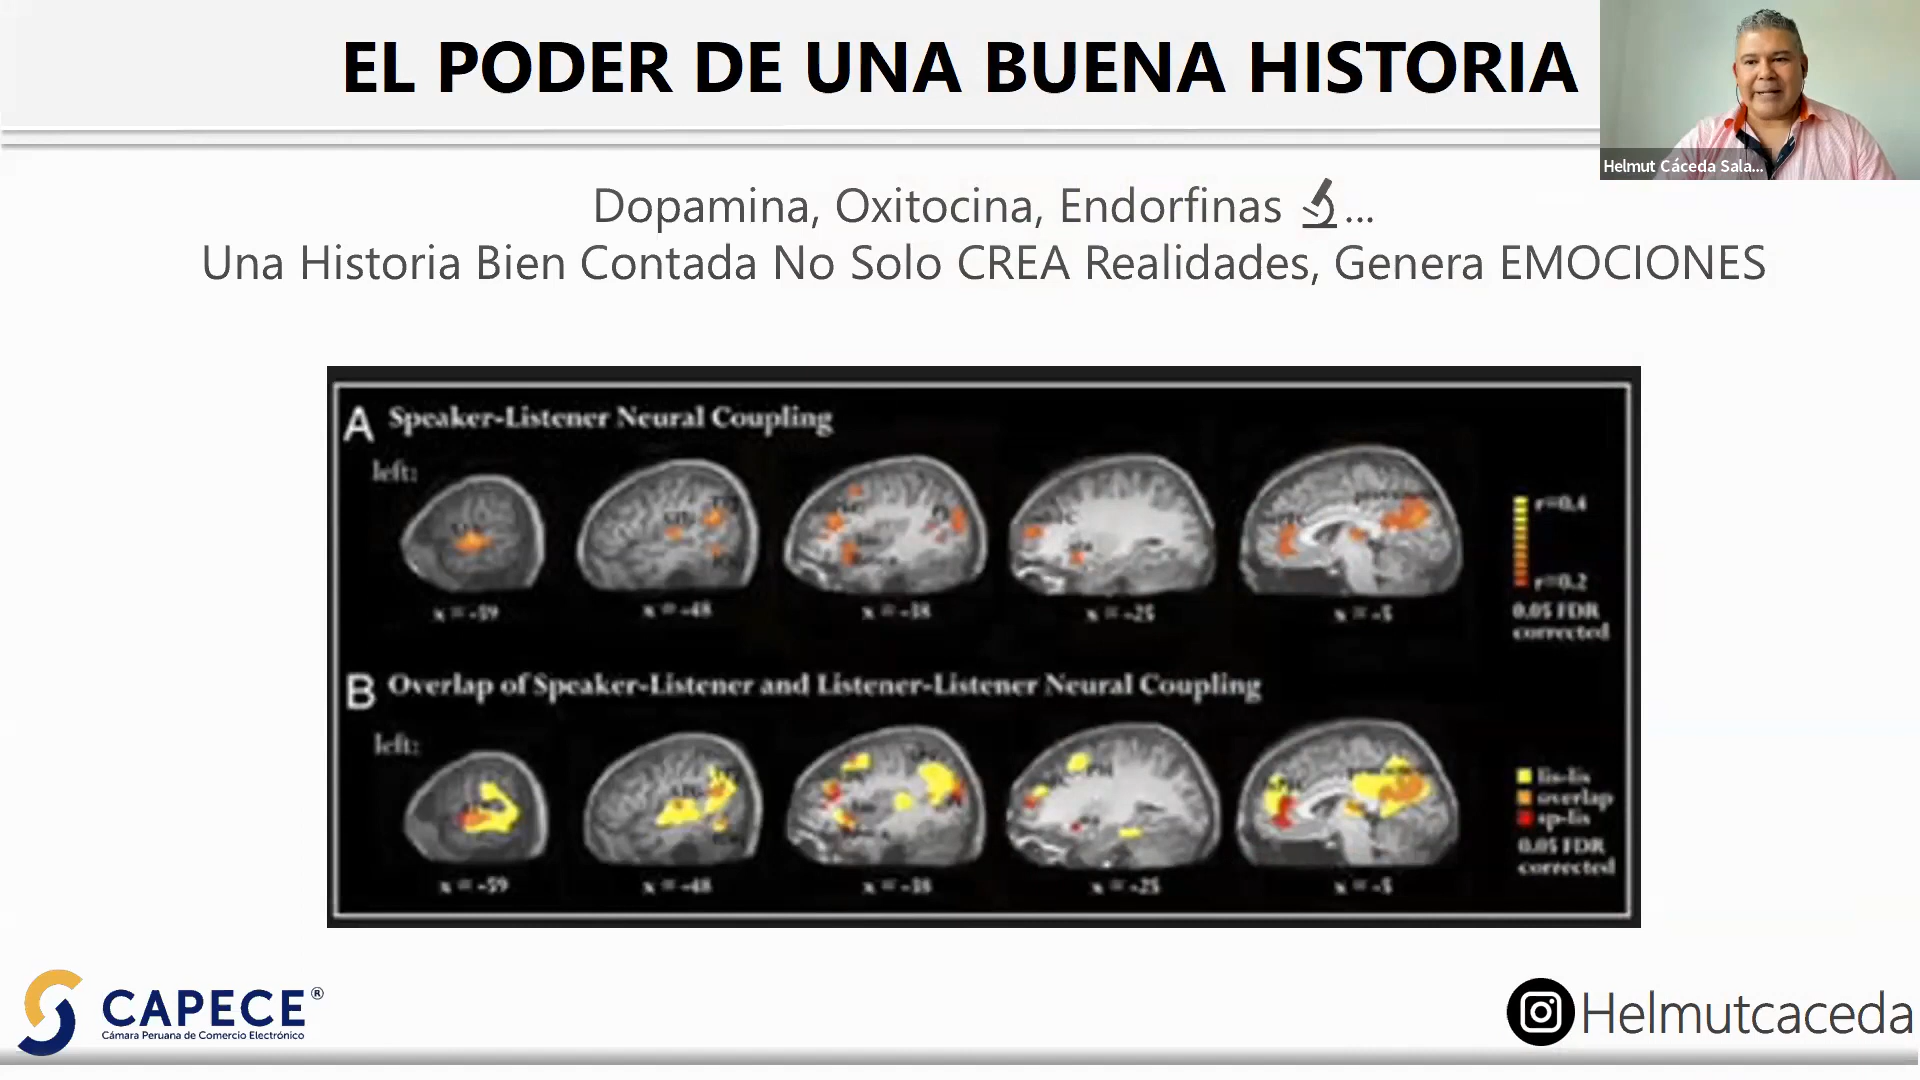 EL PODER DE UNA BUENA HISTORIA
Helmut Cáceda Sala...
Dopamina, Oxitocina, Endorfinas ...
Una Historia Bien Contada No Solo CREA Realidades, Genera EMOCIONES
A Speaker-Listener Neural Coupling
left:
r=0.4
r=0.2
0.05 FDR
corrected
x = -59
x = -48
x = -38
x = -25
x = -5
B Overlap of Speaker-Listener and Listener-Listener Neural Coupling
left:
lis-lis
overlap
sp-lis
0.05 FDR
corrected
x = -59
x = -48
x = -38
x = -25
x = -5
CAPECE®
Cámara Peruana de Comercio Electrónico
Helmutcaceda